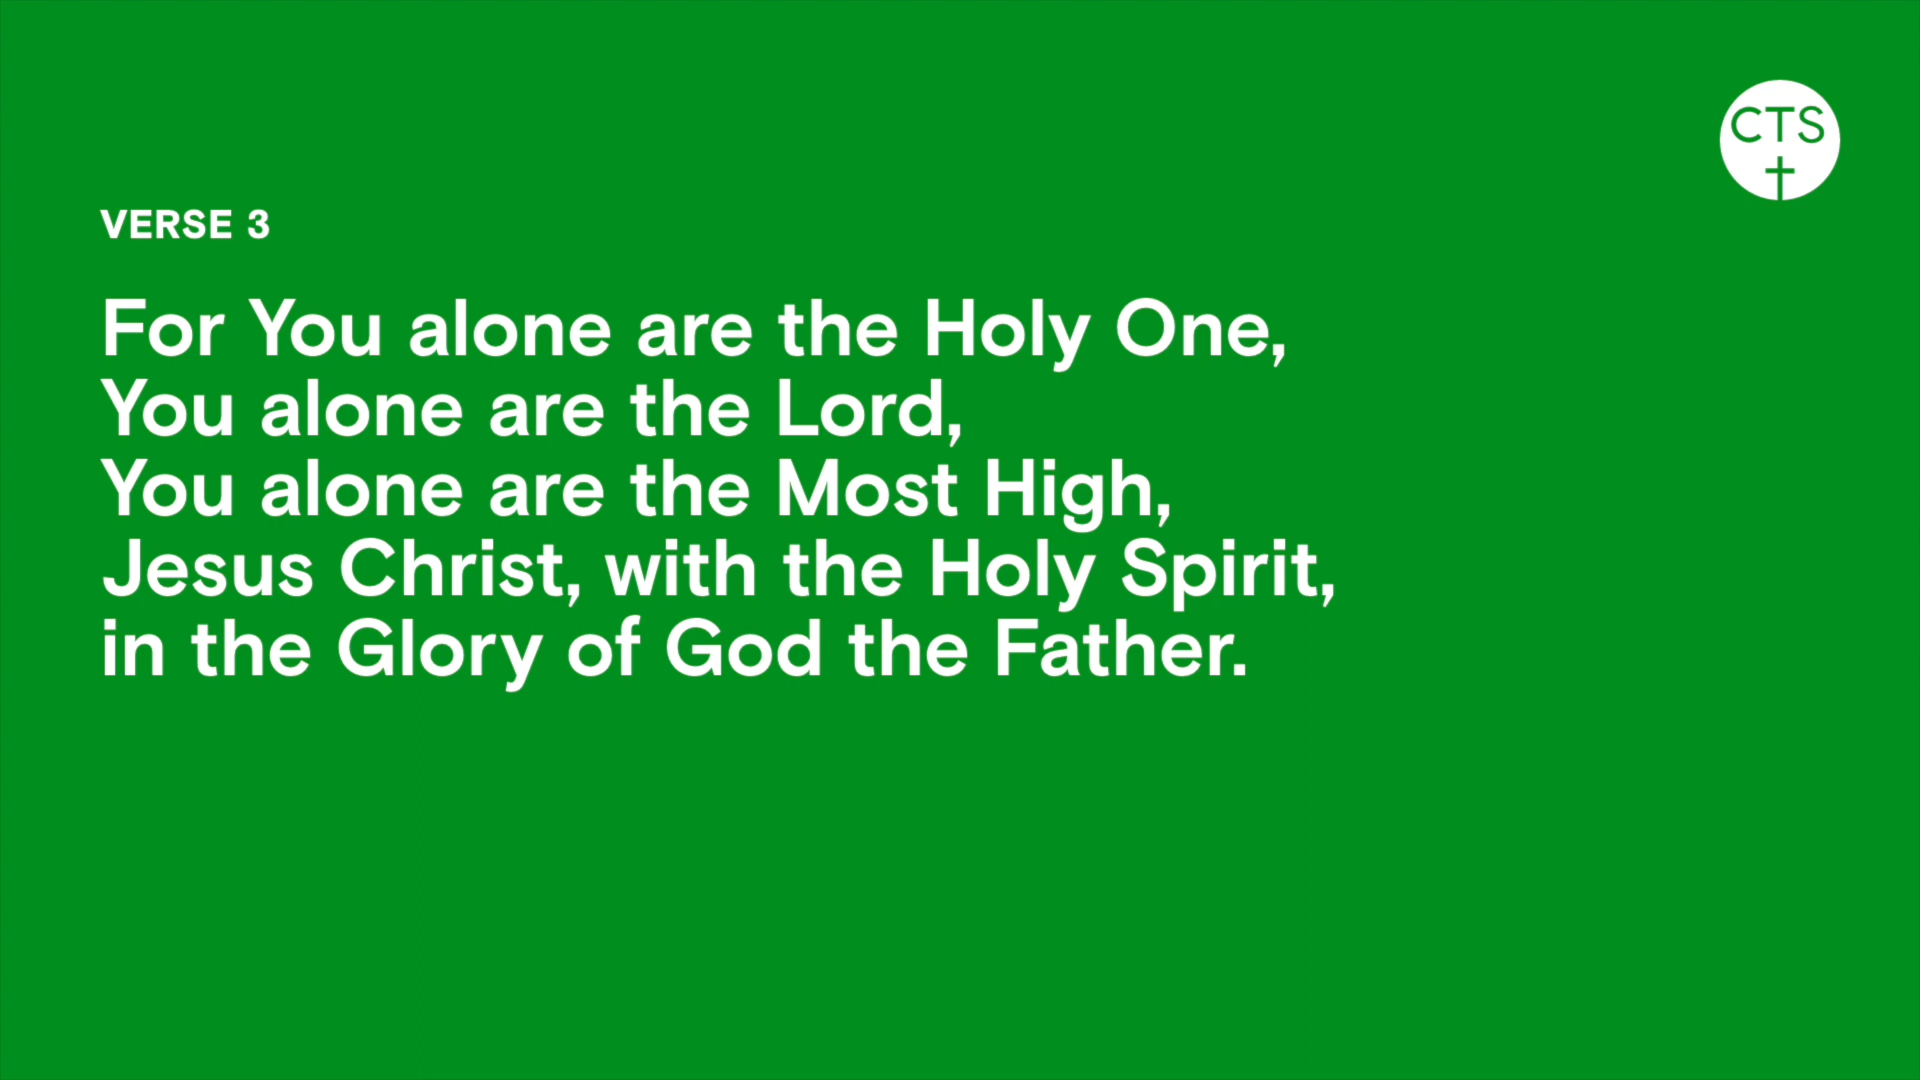 CTS
VERSE 3
For You alone are the Holy One,
You alone are the Lord,
You alone are the Most High,
Jesus Christ, with the Holy Spirit,
in the Glory of God the Father.